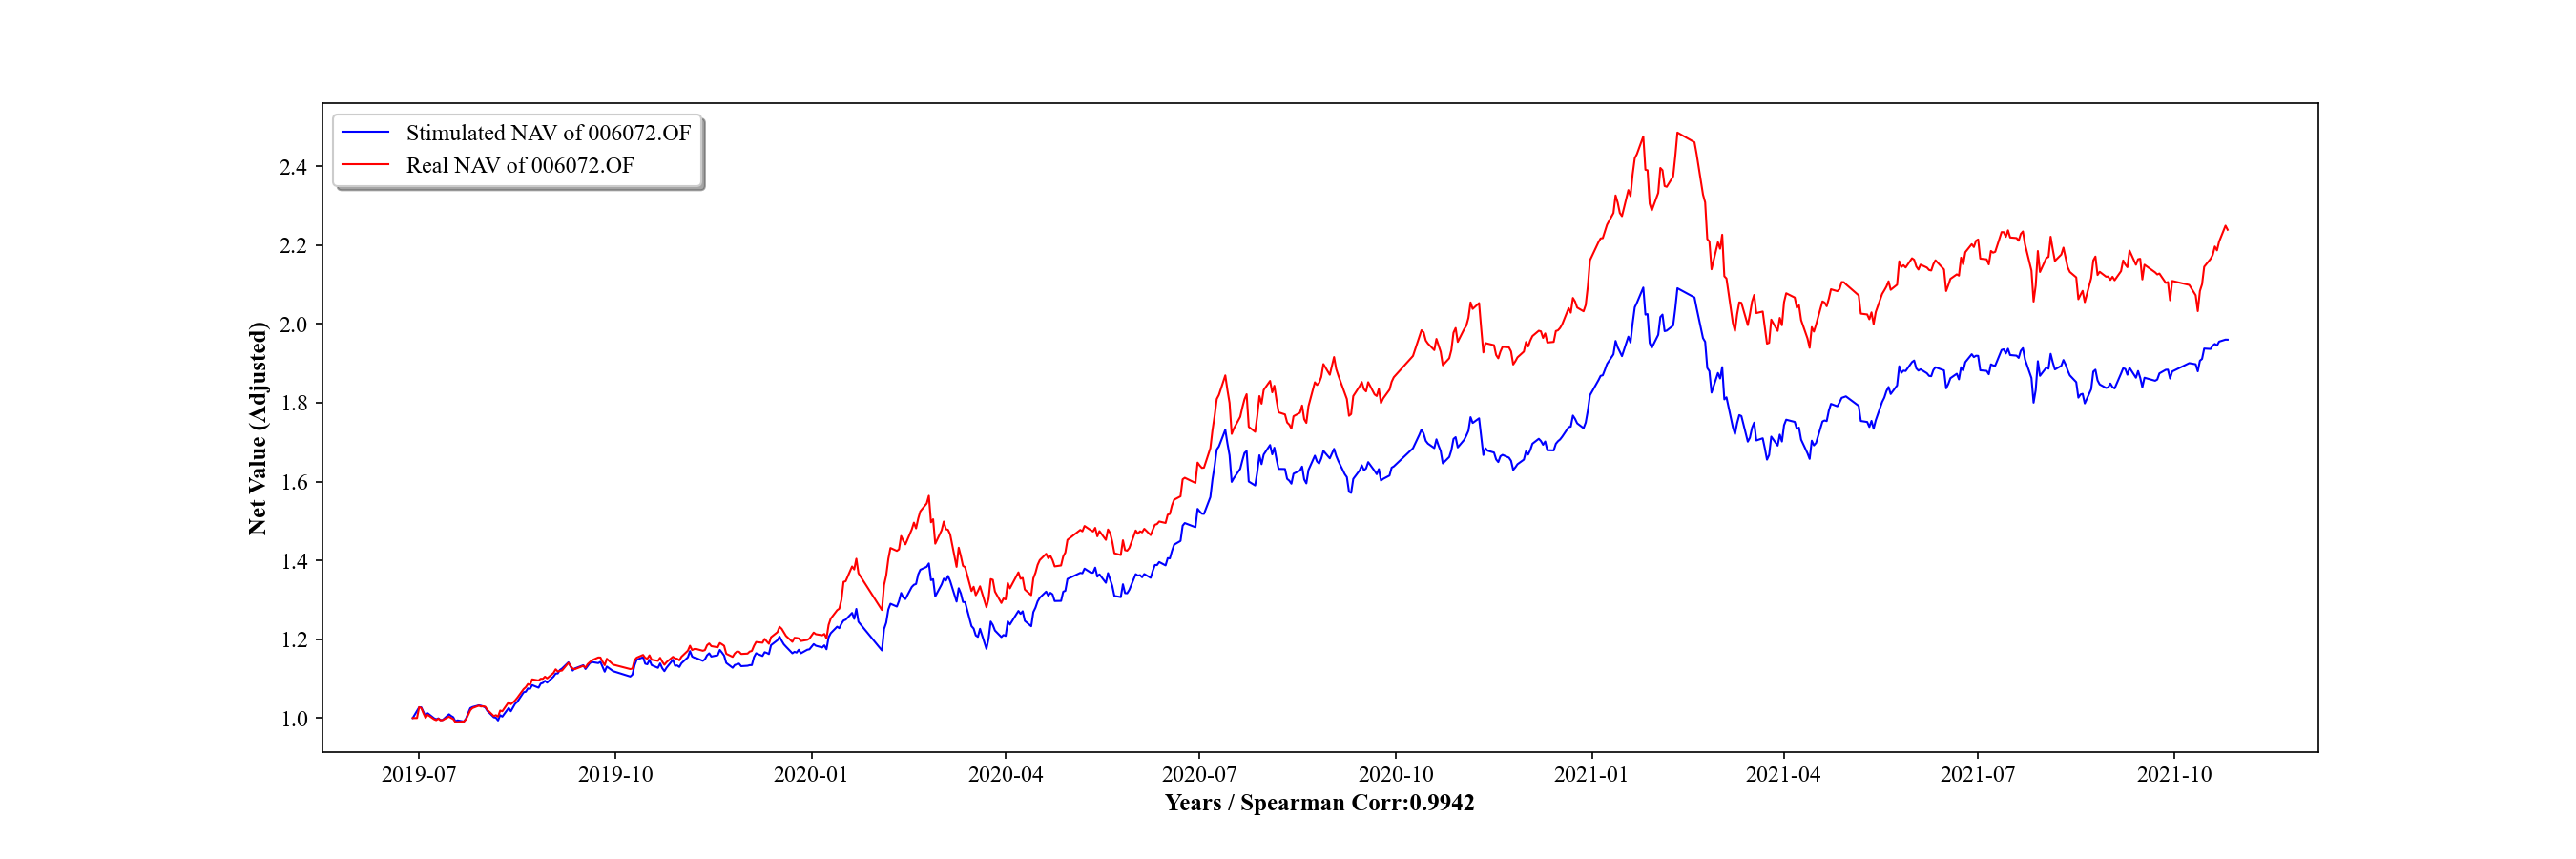 Stimulated NAV of 006072.OF
Real NAV of 006072.OF
Net Value (Adjusted)
2.4
2.2
2.0
1.8
1.6
1.4
1.2
1.0
2019-07 2019-10 2020-01 2020-04 2020-07 2020-10 2021-01 2021-04 2021-07 2021-10
Years / Spearman Corr:0.9942